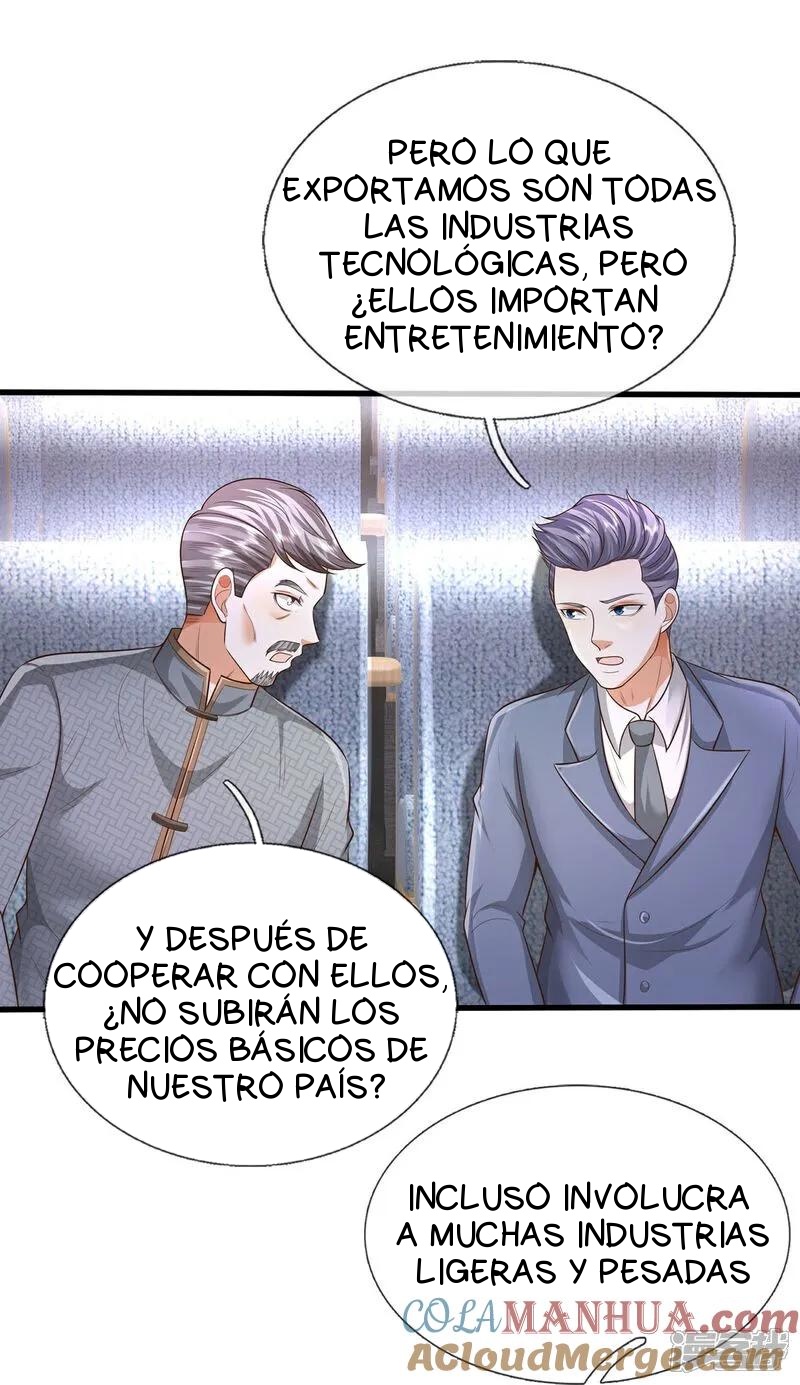 PERO LO QUE
EXPORTAMOS SON TODAS
LAS INDUSTRIAS
TECNOLÓGICAS, PERO
¿ELLOS IMPORTAN
ENTRETENIMIENTO?
Y DESPUÉS DE
COOPERAR CON ELLOS,
¿NO SUBIRÁN LOS
PRECIOS BÁSICOS DE
NUESTRO PAÍS?
INCLUSO INVOLUCRA
A MUCHAS INDUSTRIAS
LIGERAS Y PESADAS
COLAMANHUA.com
AcloudMerge.com